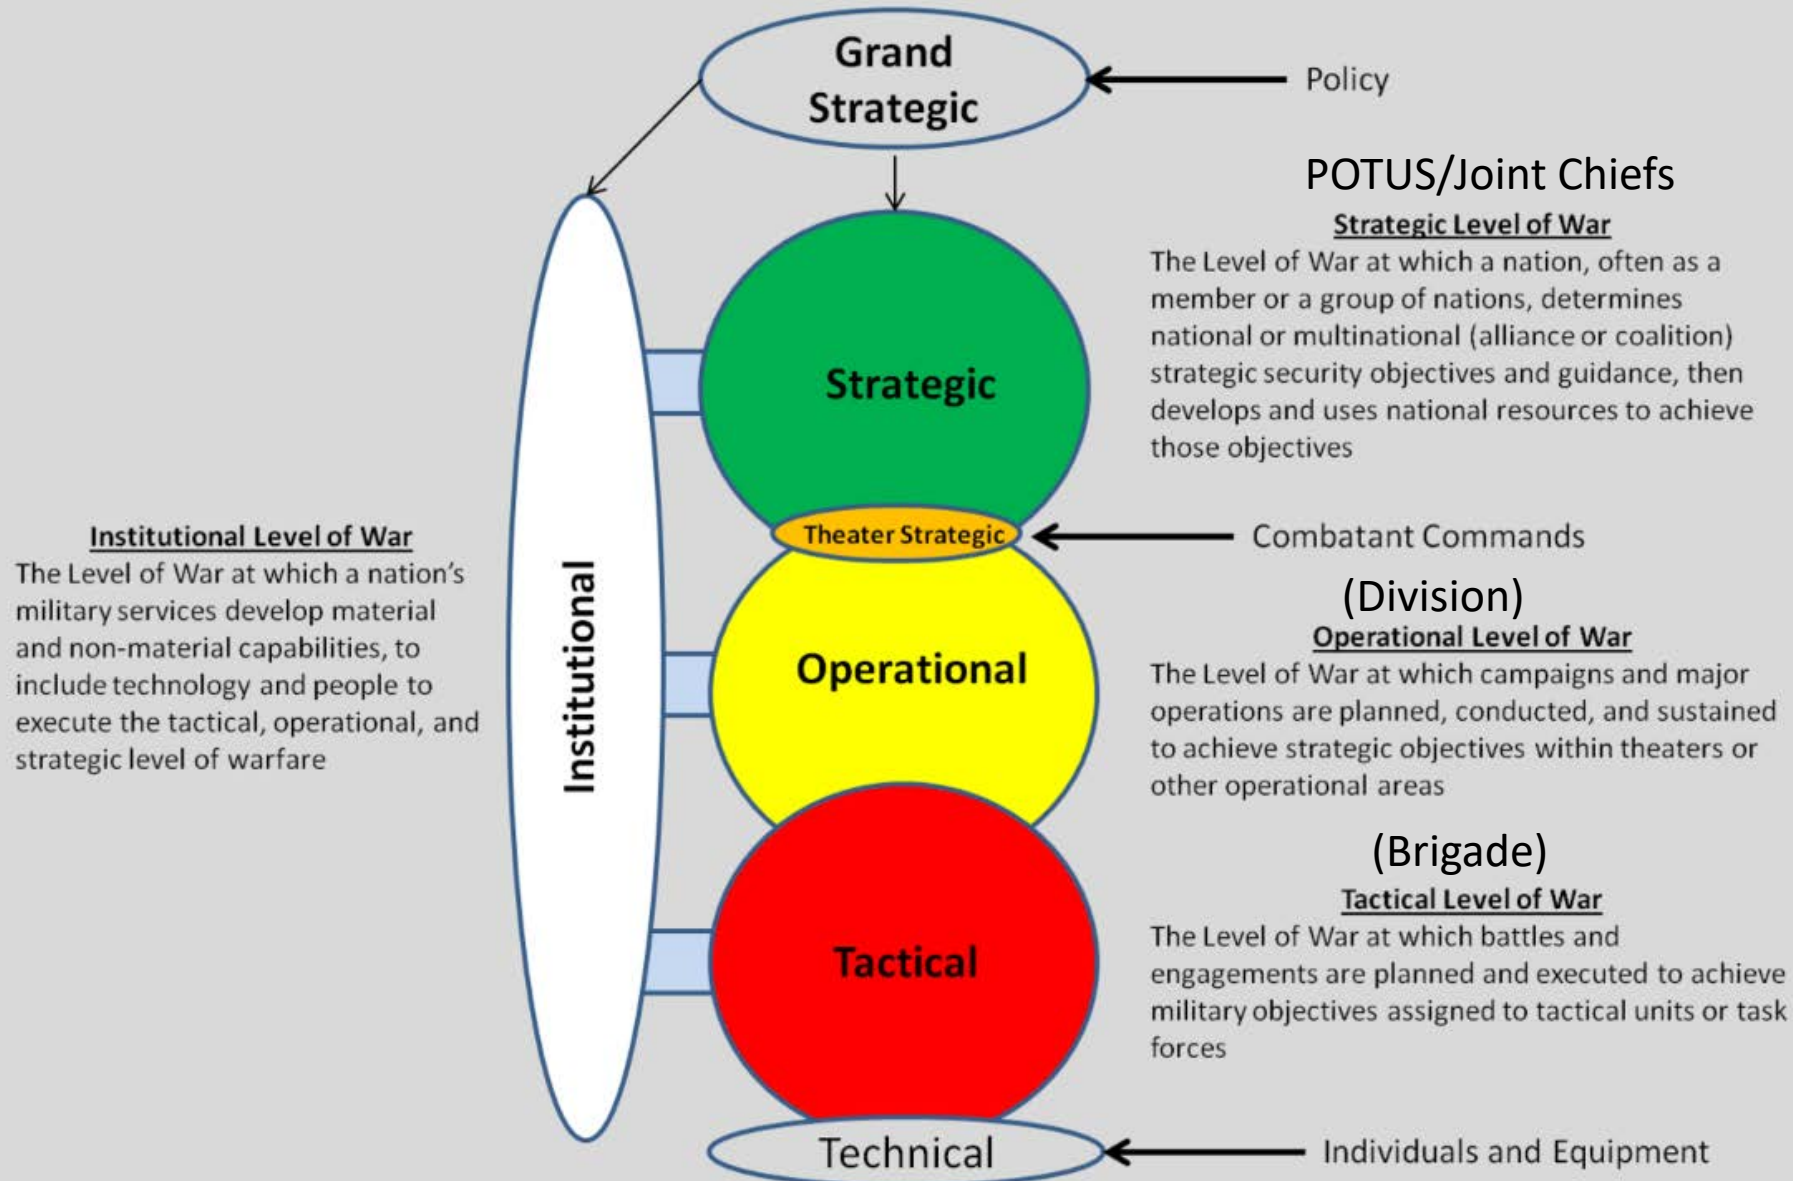 Grand
Strategic
Policy
POTUS/Joint Chiefs
Strategic Level of War
The Level of War at which a nation, often as a
member or a group of nations, determines
national or multinational (alliance or coalition)
strategic security objectives and guidance, then
develops and uses national resources to achieve
those objectives
Strategic
Theater Strategic
Combatant Commands
Institutional Level of War
The Level of War at which a nation's
military services develop material
and non-material capabilities, to
include technology and people to
execute the tactical, operational, and
strategic level of warfare
Institutional
(Division)
Operational Level of War
The Level of War at which campaigns and major
operations are planned, conducted, and sustained
to achieve strategic objectives within theaters or
other operational areas
Operational
(Brigade)
Tactical Level of War
The Level of War at which battles and
engagements are planned and executed to achieve
military objectives assigned to tactical units or task
forces
Tactical
Technical
Individuals and Equipment